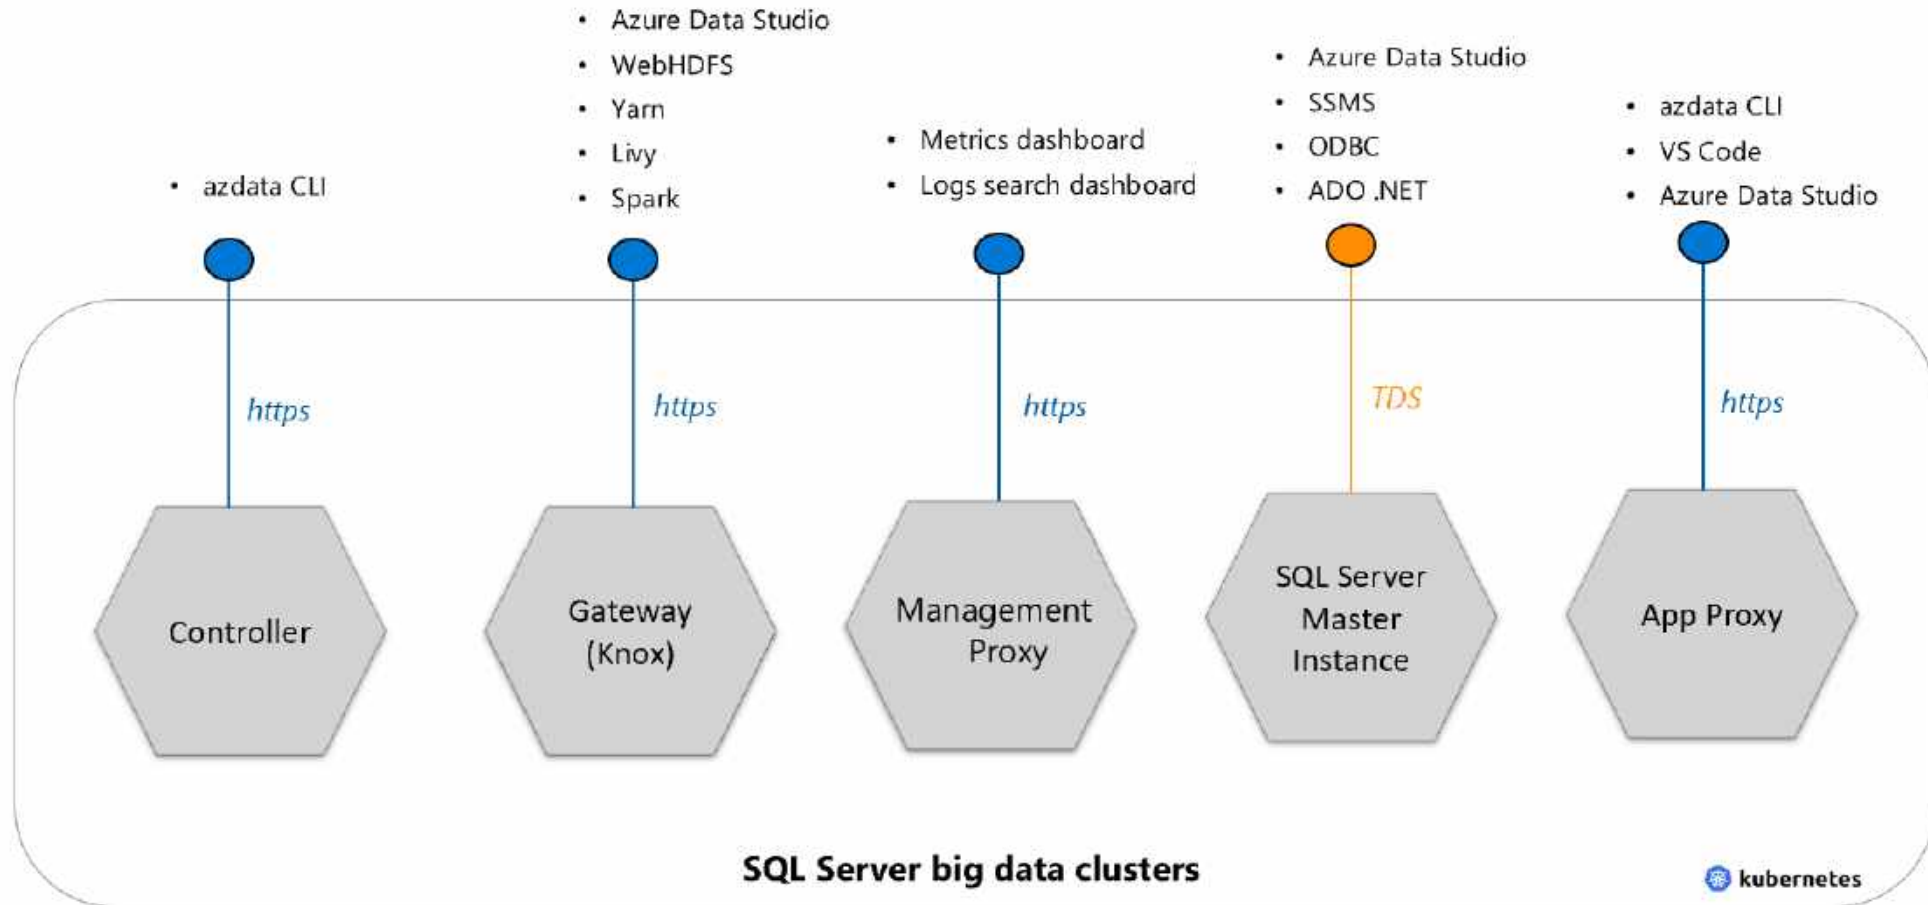 • azdata CLI
• Azure Data Studio
• WebHDFS
• Yarn
• Livy
• Spark
• Metrics dashboard
• Logs search dashboard
• Azure Data Studio
• SSMS
• ODBC
• ADO .NET
• azdata CLI
• VS Code
• Azure Data Studio
https
https
https
TDS
https
Controller
Gateway
(Knox)
Management
Proxy
SQL Server
Master
Instance
App Proxy
SQL Server big data clusters
kubernetes